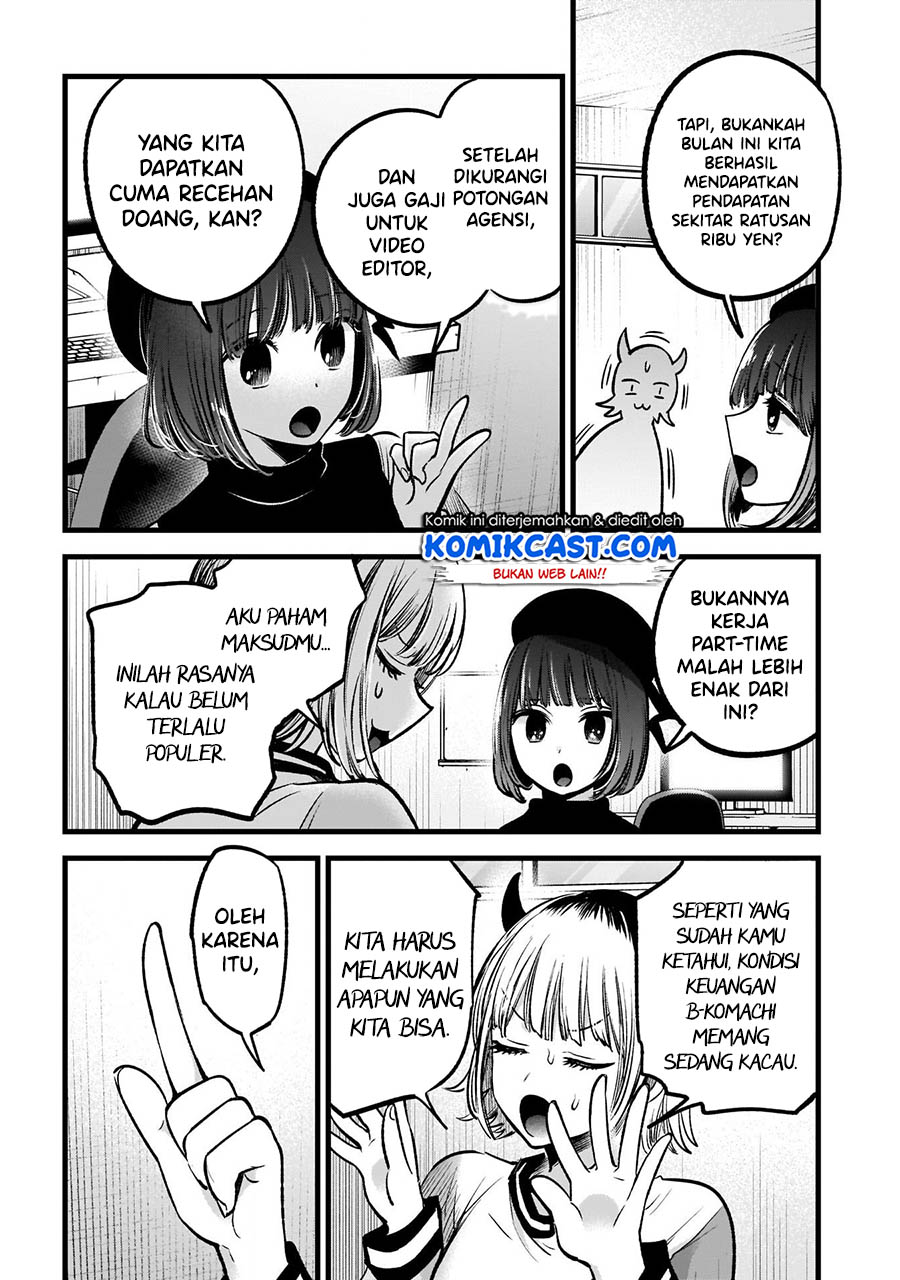 TAPI, BUKANKAH
BULAN INI KITA
BERHASIL
MENDAPATKAN
PENDAPATAN
SEKITAR RATUSAN
RIBU YEN?
SETELAH
DIKURANGI
POTONGAN
AGENSI,
DAN
JUGA GAJI
UNTUK
VIDEO
EDITOR,
YANG KITA
DAPATKAN
CUMA RECEHAN
DOANG, KAN?
Komik ini diterjemahkan & diedit oleh
KOMIKCAST.COM
BUKAN WEB LAIN!!
BUKANNYA
KERJA
PART-TIME
MALAH LEBIH
ENAK DARI
INI?
AKU PAHAM
MAKSUDMU...
INILAH RASANYA
KALAU BELUM
TERLALU
POPULER.
SEPERTI YANG
SUDAH KAMU
KETAHUI, KONDISI
KEUANGAN
B-KOMACHI
MEMANG
SEDANG KACAU.
KITA HARUS
MELAKUKAN
APAPUN YANG
KITA BISA.
OLEH
KARENA
ITU,